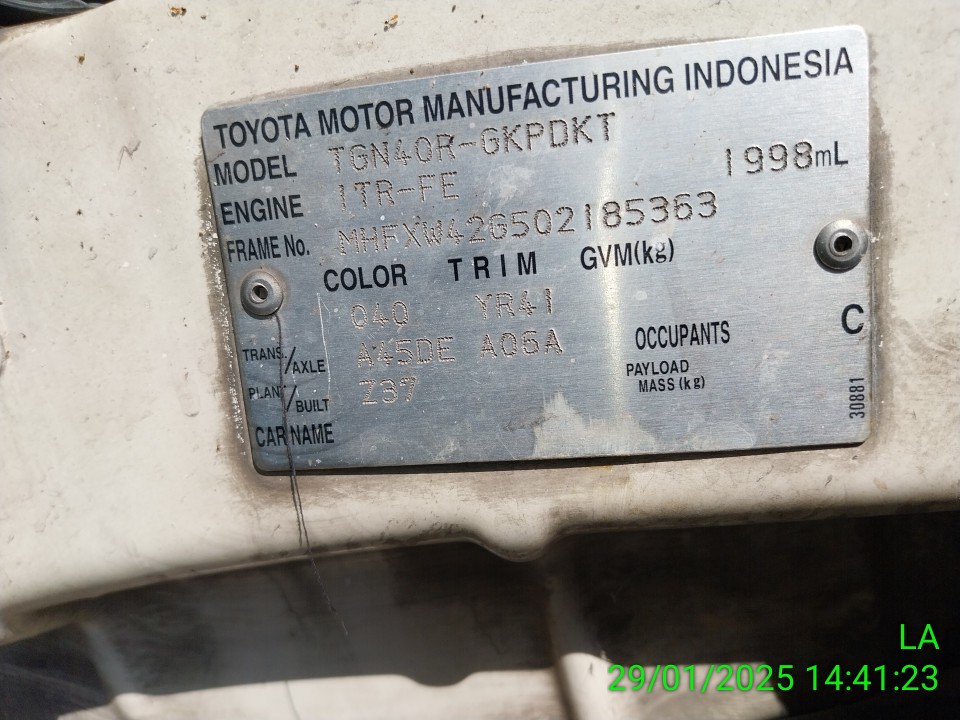 TOYOTA MOTOR MANUFACTURING INDONESIA
MODEL TGN40R-GKPDKT
ENGINE 1TR-FE 1998mL
FRAME No. MHFXW42G502185363
COLOR TRIM GVM(kg)
040 YR41
TRANS./AXLE A45DE A06A OCCUPANTS C
PLANT/BUILT Z37 PAYLOAD MASS (kg)
CAR NAME
30881
LA
29/01/2025 14:41:23